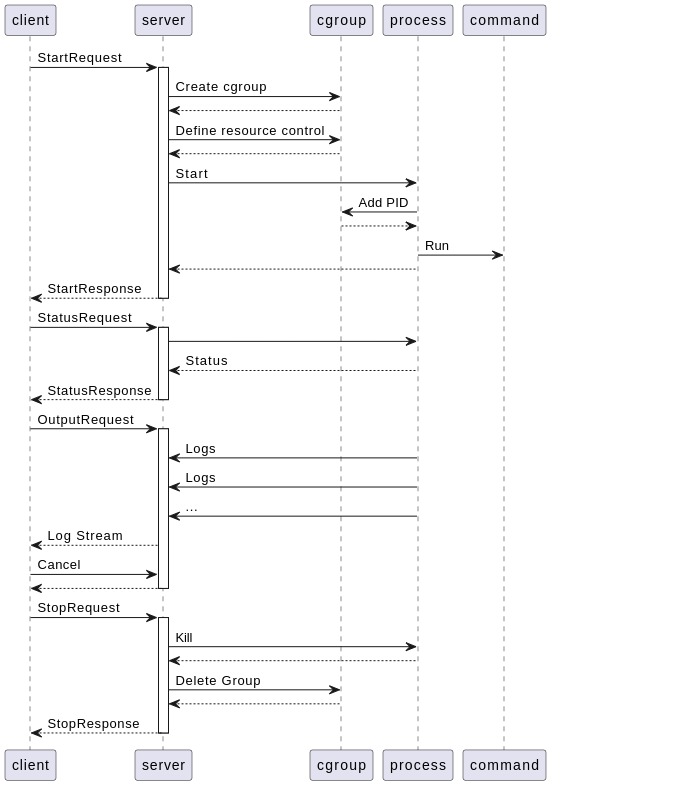 client server cgroup process command
StartRequest
Create cgroup
Define resource control
Start
Add PID
Run
StartResponse
StatusRequest
Status
StatusResponse
OutputRequest
Logs
Logs
...
Log Stream
Cancel
StopRequest
Kill
Delete Group
StopResponse
client server cgroup process command